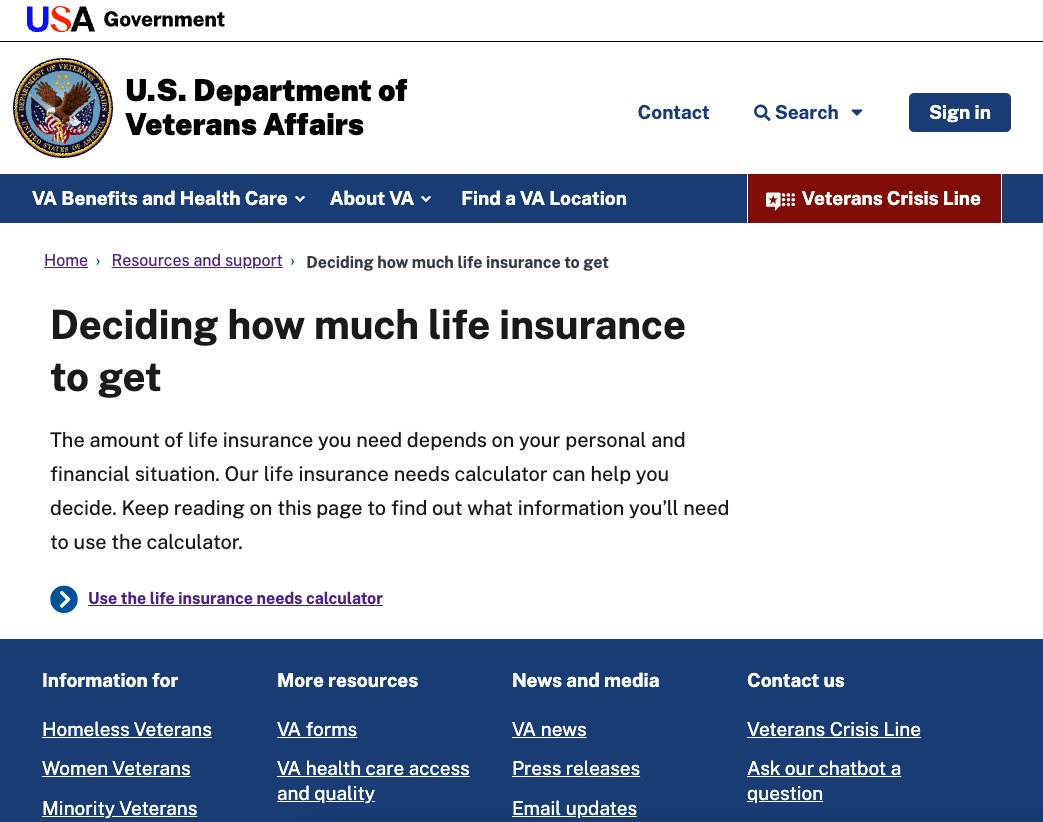 USA Government
U.S. Department of
Veterans Affairs
Contact
Search
Sign in
VA Benefits and Health Care
About VA
Find a VA Location
Veterans Crisis Line
Home › Resources and support › Deciding how much life insurance to get
Deciding how much life insurance
to get
The amount of life insurance you need depends on your personal and
financial situation. Our life insurance needs calculator can help you
decide. Keep reading on this page to find out what information you’ll need
to use the calculator.
Use the life insurance needs calculator
Information for
Homeless Veterans
Women Veterans
Minority Veterans
More resources
VA forms
VA health care access
and quality
News and media
VA news
Press releases
Email updates
Contact us
Veterans Crisis Line
Ask our chatbot a
question